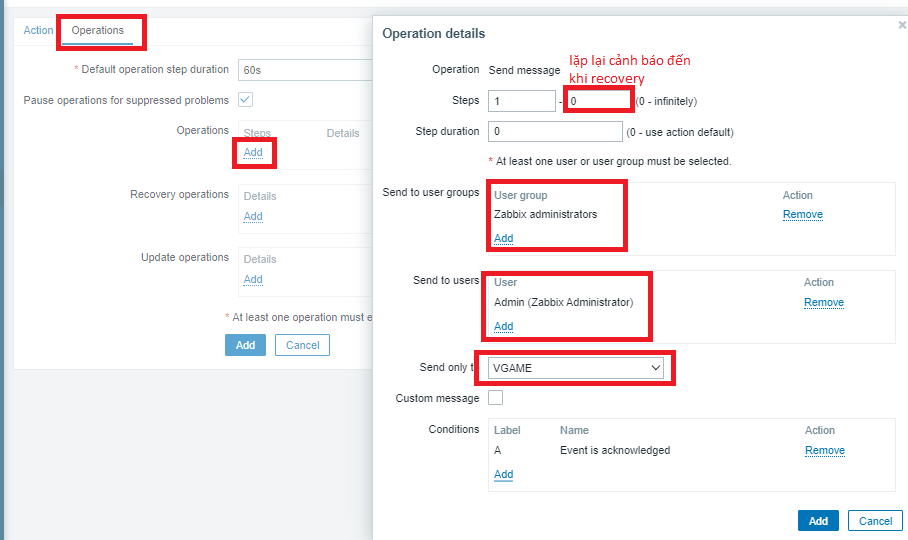 Action Operations
* Default operation step duration 60s
Pause operations for suppressed problems
Operations Steps Details
Add
Recovery operations Details
Add
Update operations Details
Add
* At least one operation must e
Add Cancel
Operation details
lặp lại cảnh báo đến
khi recovery
Operation Send message
Steps 1 - 0 (0 - infinitely)
Step duration 0 (0 - use action default)
* At least one user or user group must be selected.
Send to user groups User group Action
Zabbix administrators Remove
Add
Send to users User Action
Admin (Zabbix Administrator) Remove
Add
Send only t VGAME
Custom message
Conditions Label Name Action
A Event is acknowledged Remove
Add
Add Cancel